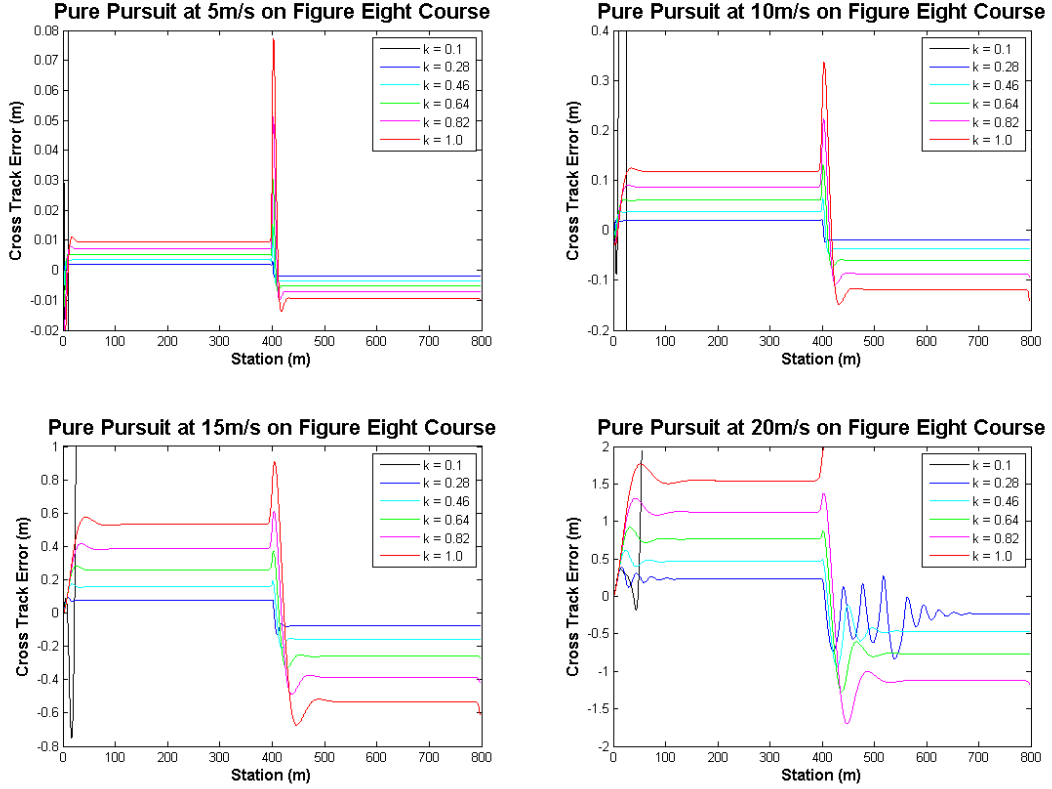 Pure Pursuit at 5m/s on Figure Eight Course
Cross Track Error (m)
0.08
0.07
0.06
0.05
0.04
0.03
0.02
0.01
0
-0.01
-0.02
k = 0.1
k = 0.28
k = 0.46
k = 0.64
k = 0.82
k = 1.0
0 100 200 300 400 500 600 700 800
Station (m)
Pure Pursuit at 10m/s on Figure Eight Course
Cross Track Error (m)
0.4
0.3
0.2
0.1
0
-0.1
-0.2
k = 0.1
k = 0.28
k = 0.46
k = 0.64
k = 0.82
k = 1.0
0 100 200 300 400 500 600 700 800
Station (m)
Pure Pursuit at 15m/s on Figure Eight Course
Cross Track Error (m)
1
0.8
0.6
0.4
0.2
0
-0.2
-0.4
-0.6
-0.8
k = 0.1
k = 0.28
k = 0.46
k = 0.64
k = 0.82
k = 1.0
0 100 200 300 400 500 600 700 800
Station (m)
Pure Pursuit at 20m/s on Figure Eight Course
Cross Track Error (m)
2
1.5
1
0.5
0
-0.5
-1
-1.5
-2
k = 0.1
k = 0.28
k = 0.46
k = 0.64
k = 0.82
k = 1.0
0 100 200 300 400 500 600 700 800
Station (m)